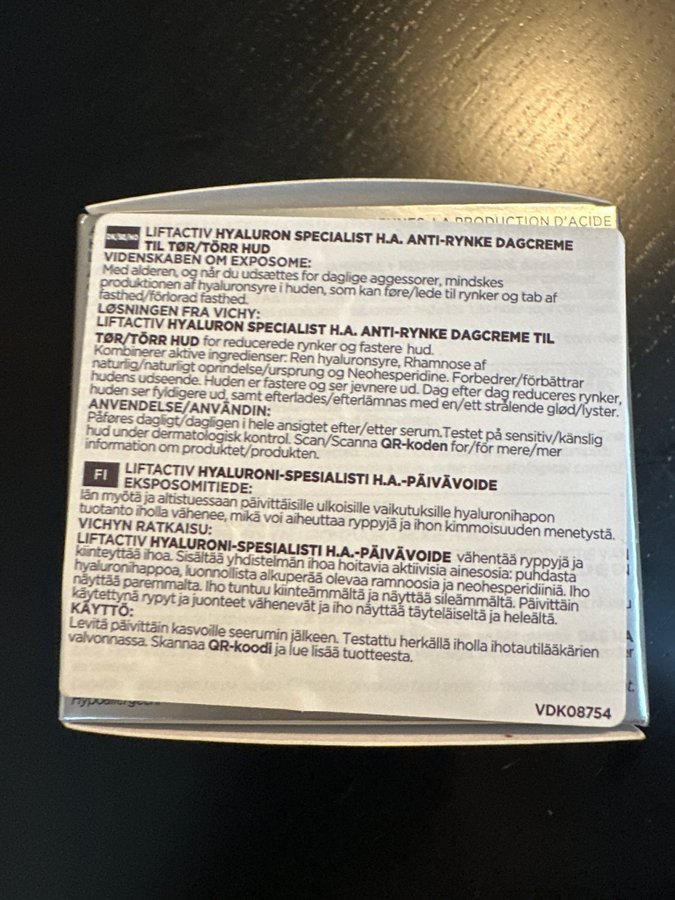 LA PRODUCTION D'ACIDE
DK/SE/NO LIFTACTIV HYALURON SPECIALIST H.A. ANTI-RYNKE DAGCREME
TIL TØR/TÖRR HUD
VIDENSKABEN OM EXPOSOME:
Med alderen, og når du udsættes for daglige aggessorer, mindskes
produktionen af hyaluronsyre i huden, som kan føre/lede til rynker og tab af
fasthed/förlorad fasthed.
LØSNINGEN FRA VICHY:
LIFTACTIV HYALURON SPECIALIST H.A. ANTI-RYNKE DAGCREME TIL
TØR/TÖRR HUD for reducerede rynker og fastere hud.
Kombinerer aktive ingredienser: Ren hyaluronsyre, Rhamnose af
naturlig/naturligt oprindelse/ursprung og Neohesperidine. Forbedrer/förbättrar
hudens udseende. Huden er fastere og ser jevnere ud. Dag efter dag reduceres rynker,
huden ser fyldigere ud, samt efterlades/efterlämnas med en/ett strålende glød/lyster.
ANVENDELSE/ANVÄNDIN:
Påføres dagligt/dagligen i hele ansigtet efter/etter serum.Testet på sensitiv/känslig
hud under dermatologisk kontrol. Scan/Scanna QR-koden for/för mere/mer
information om produktet/produkten.
FI LIFTACTIV HYALURONI-SPESIALISTI H.A.-PÄIVÄVOIDE
EKSPOSOMITIEDE:
Iän myötä ja altistuessaan päivittäisille ulkoisille vaikutuksille hyaluronihapon
tuotanto iholla vähenee, mikä voi aiheuttaa ryppyjä ja ihon kimmoisuuden menetystä.
VICHYN RATKAISU:
LIFTACTIV HYALURONI-SPESIALISTI H.A.-PÄIVÄVOIDE vähentää ryppyjä ja
kiinteyttää ihoa. Sisältää yhdistelmän ihoa hoitavia aktiivisia ainesosia: puhdasta
hyaluronihappoa, luonnollista alkuperää olevaa ramnoosia ja neohesperidiiniä. Iho
näyttää paremmalta. Iho tuntuu kiinteämmältä ja näyttää sileämmältä. Päivittäin
käytettynä rypyt ja juonteet vähenevät ja iho näyttää täyteläiseltä ja heleältä.
KÄYTTÖ:
Levitä päivittäin kasvoille seerumin jälkeen. Testattu herkällä iholla ihotautilääkärien
valvonnassa. Skannaa QR-koodi ja lue lisää tuotteesta.
VDK08754